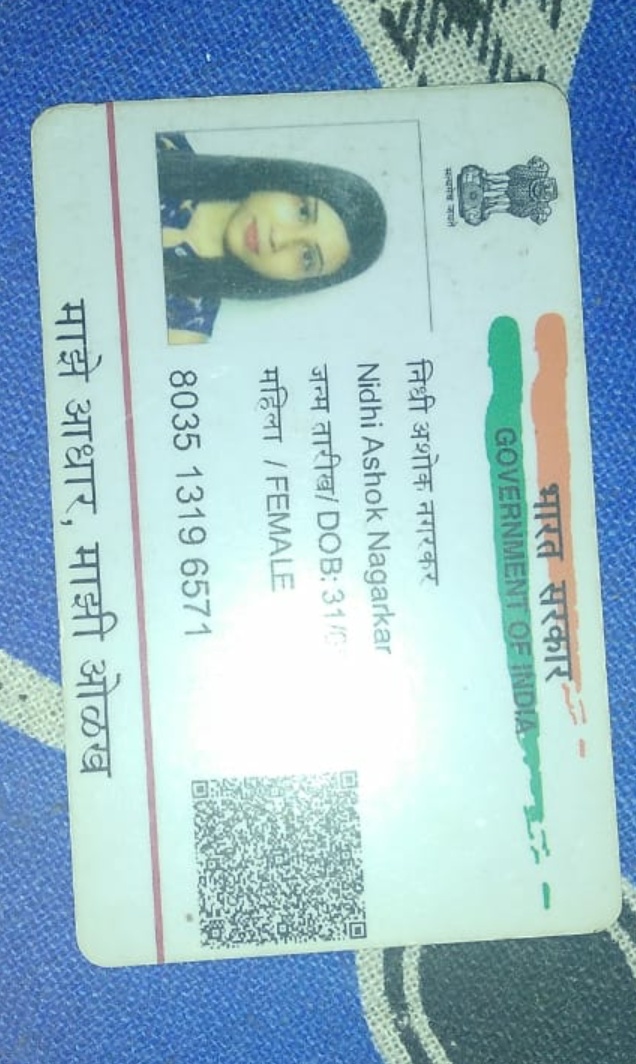 भारत सरकार
GOVERNMENT OF INDIA
सत्यमेव जयते
निधी अशोक नगरकर
Nidhi Ashok Nagarkar
जन्म तारीख/ DOB: 31/0
महिला / FEMALE
8035 1319 6571
माझे आधार, माझी ओळख